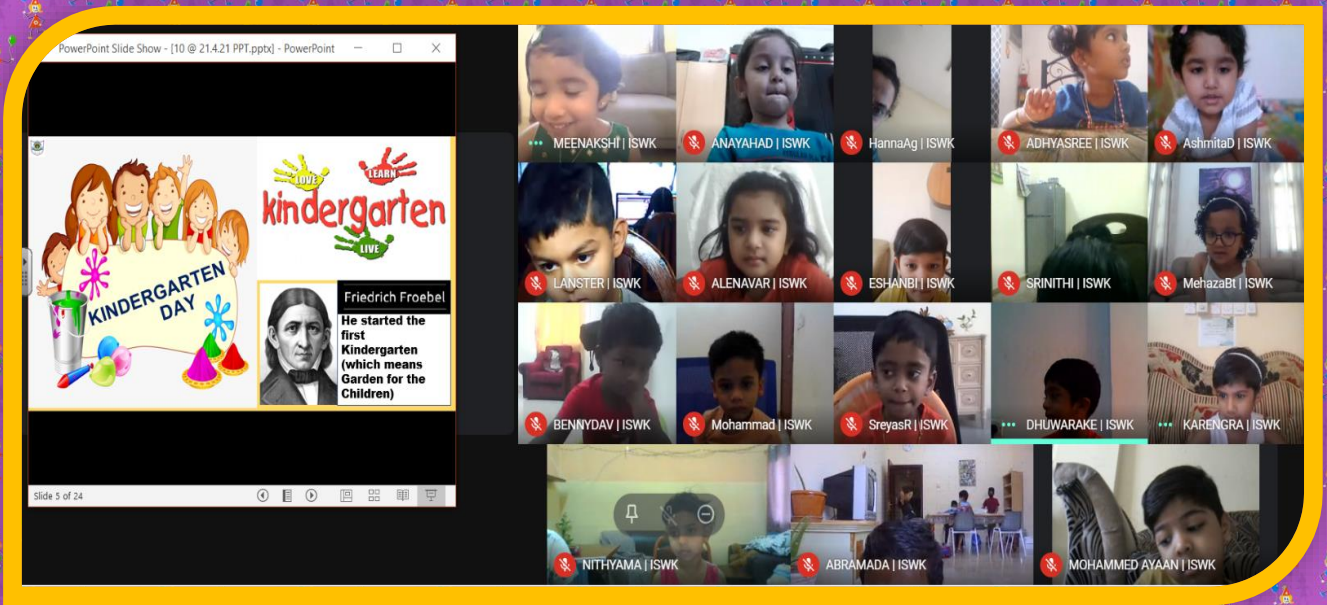 PowerPoint Slide Show - [10 @ 21.4.21 PPT.pptx] - PowerPoint
KINDERGARTEN
DAY
LOVE
LEARN
kindergarten
LIVE
Friedrich Froebel
He started the
first
Kindergarten
(which means
Garden for the
Children)
Slide 5 of 24
MEENAKSHI | ISWK
ANAYAHAD | ISWK
HannaAg | ISWK
ADHYASREE | ISWK
AshmitaD | ISWK
LANSTER | ISWK
ALENAVAR | ISWK
ESHANBI | ISWK
SRINITHI | ISWK
MehazaBt | ISWK
BENNYDAV | ISWK
Mohammad | ISWK
SreyasR | ISWK
DHUWARAKE | ISWK
KARENGRA | ISWK
NITHYAMA | ISWK
ABRAMADA | ISWK
MOHAMMED AYAAN | ISWK